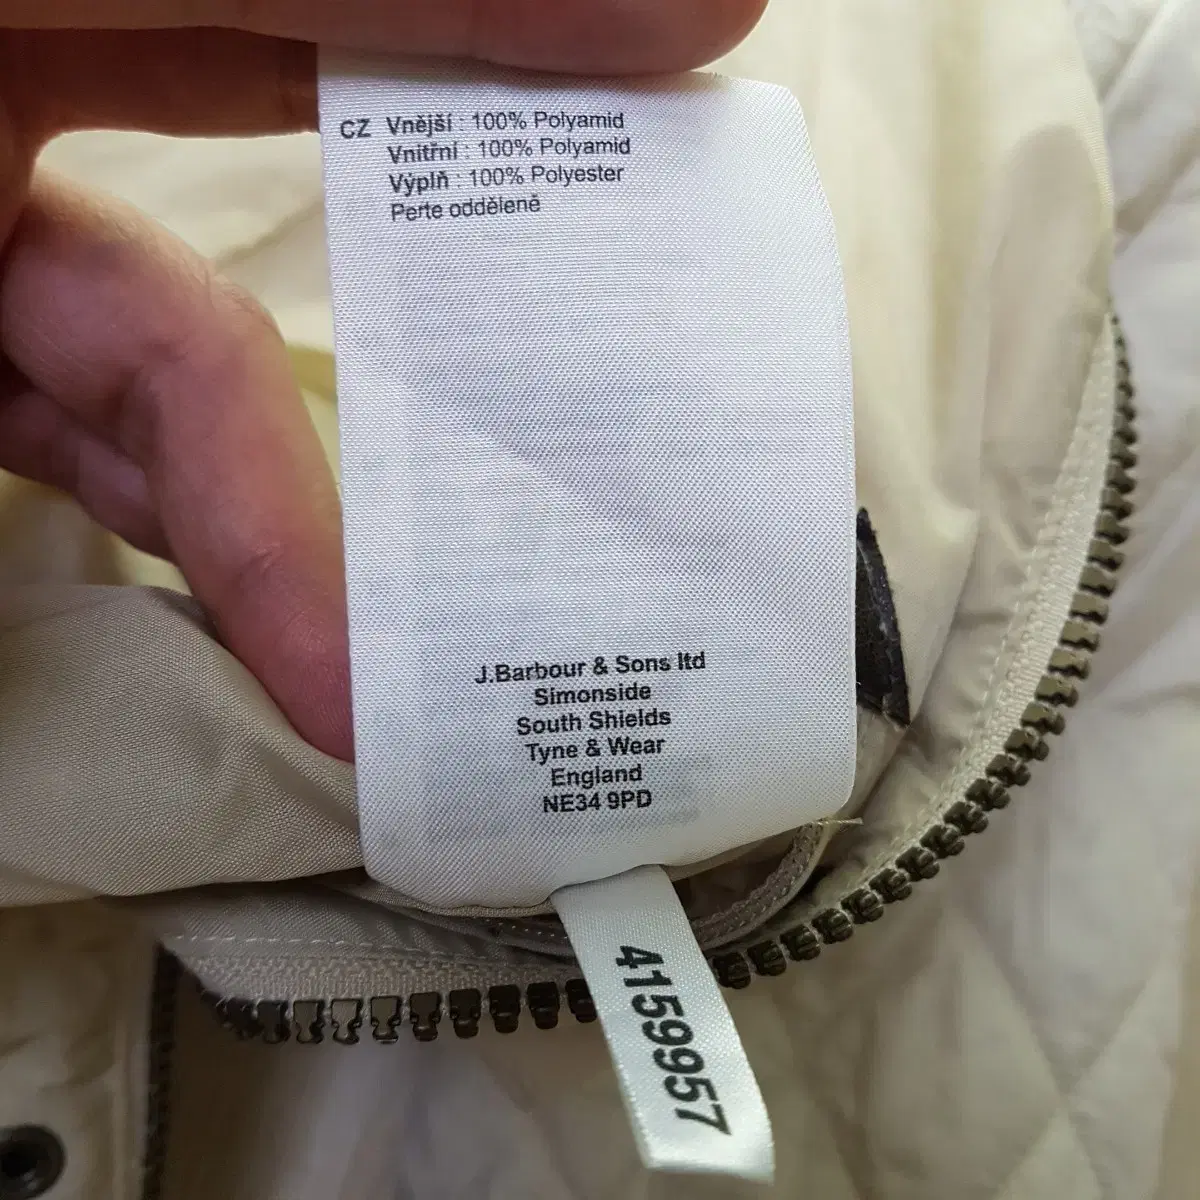 CZ Vnější : 100% Polyamid
Vnitřní : 100% Polyamid
Výplň : 100% Polyester
Perte odděleně
J.Barbour & Sons ltd
Simonside
South Shields
Tyne & Wear
England
NE34 9PD
4159957